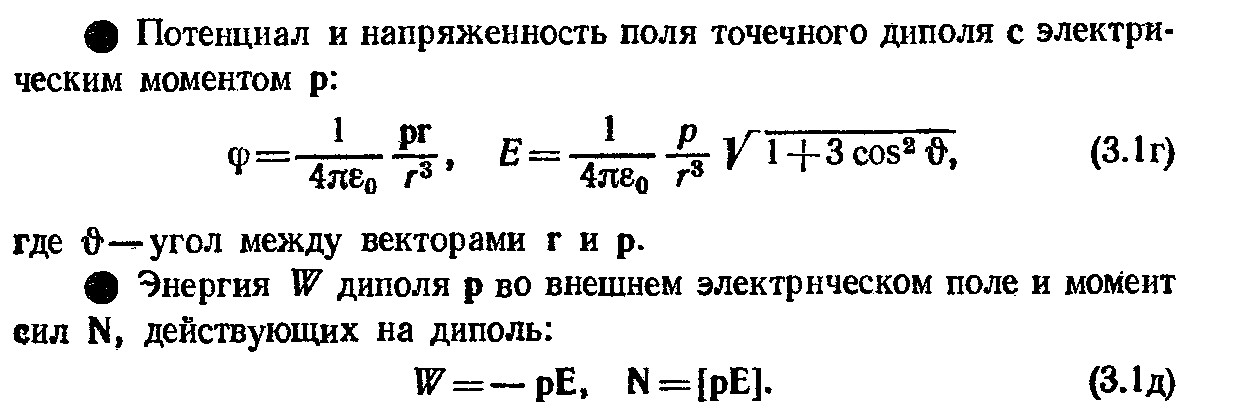 ● Потенциал и напряженность поля точечного диполя с электри-
ческим моментом p:
φ = 1/4πε₀ pr/r³, E = 1/4πε₀ p/r³ √1+3 cos² ϑ, (3.1г)
где ϑ—угол между векторами r и p.
● Энергия W диполя p во внешнем электрическом поле и момент
сил N, действующих на диполь:
W = — pE, N = [pE]. (3.1д)